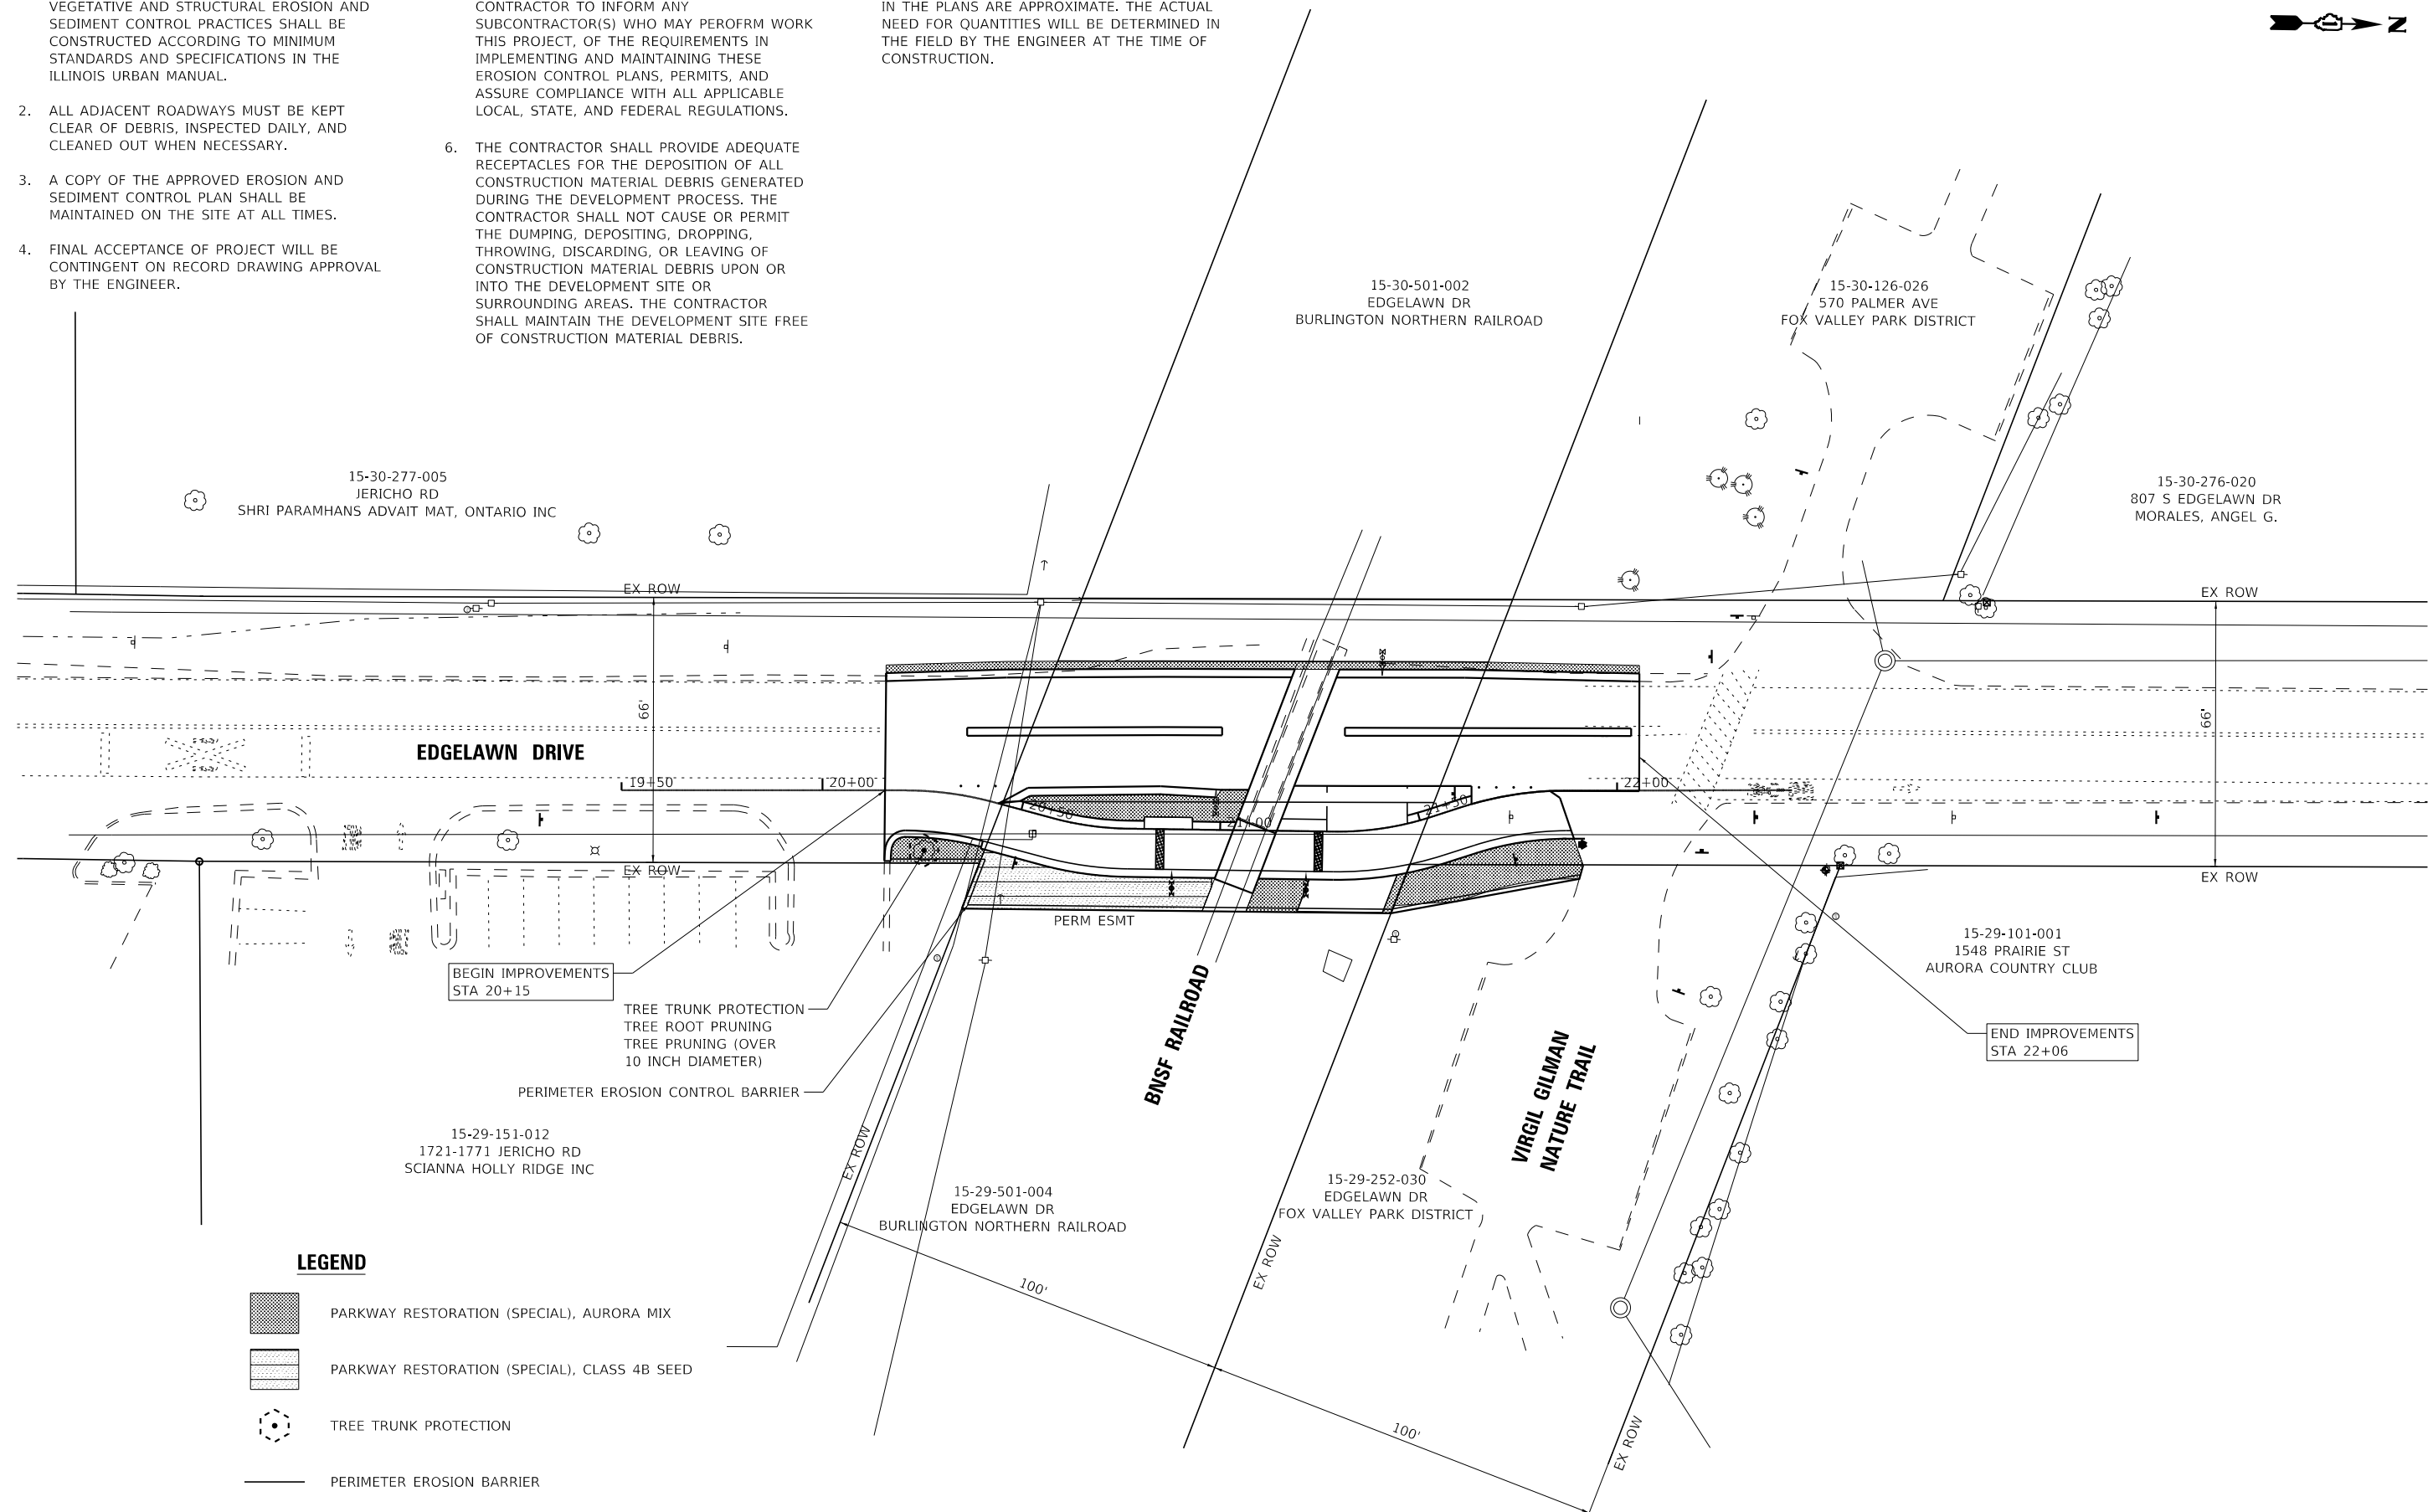 VEGETATIVE AND STRUCTURAL EROSION AND
SEDIMENT CONTROL PRACTICES SHALL BE
CONSTRUCTED ACCORDING TO MINIMUM
STANDARDS AND SPECIFICATIONS IN THE
ILLINOIS URBAN MANUAL.
2. ALL ADJACENT ROADWAYS MUST BE KEPT
CLEAR OF DEBRIS, INSPECTED DAILY, AND
CLEANED OUT WHEN NECESSARY.
3. A COPY OF THE APPROVED EROSION AND
SEDIMENT CONTROL PLAN SHALL BE
MAINTAINED ON THE SITE AT ALL TIMES.
4. FINAL ACCEPTANCE OF PROJECT WILL BE
CONTINGENT ON RECORD DRAWING APPROVAL
BY THE ENGINEER.
CONTRACTOR TO INFORM ANY
SUBCONTRACTOR(S) WHO MAY PEROFRM WORK
THIS PROJECT, OF THE REQUIREMENTS IN
IMPLEMENTING AND MAINTAINING THESE
EROSION CONTROL PLANS, PERMITS, AND
ASSURE COMPLIANCE WITH ALL APPLICABLE
LOCAL, STATE, AND FEDERAL REGULATIONS.
6. THE CONTRACTOR SHALL PROVIDE ADEQUATE
RECEPTACLES FOR THE DEPOSITION OF ALL
CONSTRUCTION MATERIAL DEBRIS GENERATED
DURING THE DEVELOPMENT PROCESS. THE
CONTRACTOR SHALL NOT CAUSE OR PERMIT
THE DUMPING, DEPOSITING, DROPPING,
THROWING, DISCARDING, OR LEAVING OF
CONSTRUCTION MATERIAL DEBRIS UPON OR
INTO THE DEVELOPMENT SITE OR
SURROUNDING AREAS. THE CONTRACTOR
SHALL MAINTAIN THE DEVELOPMENT SITE FREE
OF CONSTRUCTION MATERIAL DEBRIS.
IN THE PLANS ARE APPROXIMATE. THE ACTUAL
NEED FOR QUANTITIES WILL BE DETERMINED IN
THE FIELD BY THE ENGINEER AT THE TIME OF
CONSTRUCTION.
N
15-30-501-002
EDGELAWN DR
BURLINGTON NORTHERN RAILROAD
15-30-126-026
570 PALMER AVE
FOX VALLEY PARK DISTRICT
15-30-277-005
JERICHO RD
SHRI PARAMHANS ADVAIT MAT, ONTARIO INC
15-30-276-020
807 S EDGELAWN DR
MORALES, ANGEL G.
EX ROW
EX ROW
66'
66'
EDGELAWN DRIVE
19+50
20+00
20+50
21+00
21+50
22+00
EX ROW
EX ROW
PERM ESMT
BEGIN IMPROVEMENTS
STA 20+15
TREE TRUNK PROTECTION
TREE ROOT PRUNING
TREE PRUNING (OVER
10 INCH DIAMETER)
PERIMETER EROSION CONTROL BARRIER
BNSF RAILROAD
VIRGIL GILMAN
NATURE TRAIL
15-29-101-001
1548 PRAIRIE ST
AURORA COUNTRY CLUB
END IMPROVEMENTS
STA 22+06
15-29-151-012
1721-1771 JERICHO RD
SCIANNA HOLLY RIDGE INC
EX ROW
15-29-501-004
EDGELAWN DR
BURLINGTON NORTHERN RAILROAD
15-29-252-030
EDGELAWN DR
FOX VALLEY PARK DISTRICT
EX ROW
100'
100'
EX ROW
LEGEND
PARKWAY RESTORATION (SPECIAL), AURORA MIX
PARKWAY RESTORATION (SPECIAL), CLASS 4B SEED
TREE TRUNK PROTECTION
PERIMETER EROSION BARRIER